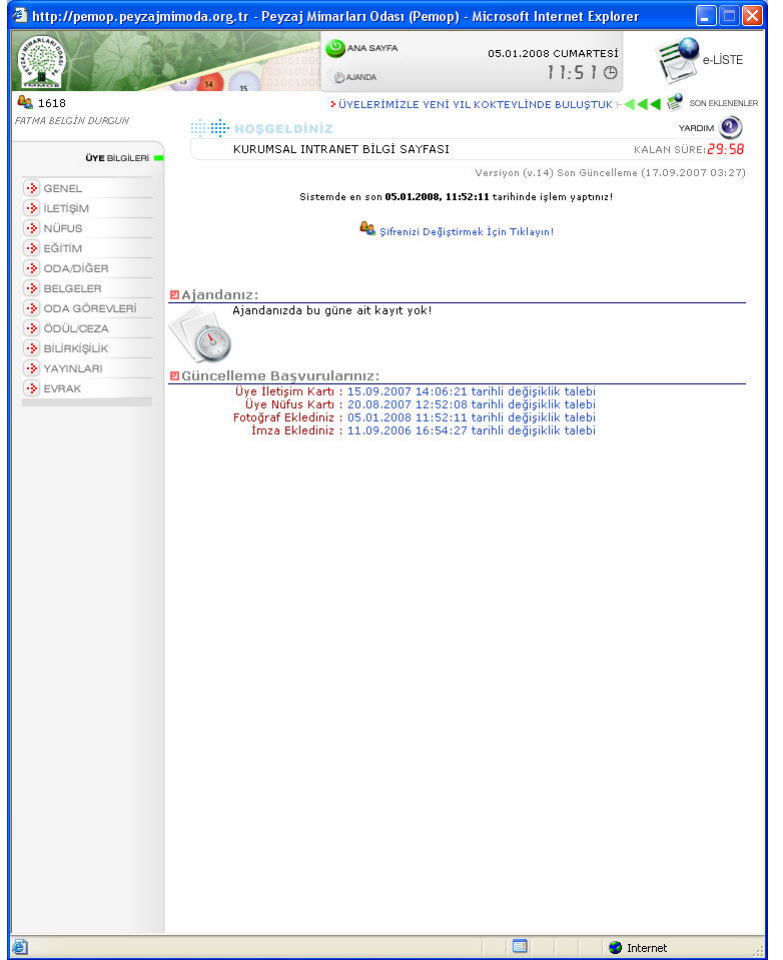 http://pemop.peyzajmimoda.org.tr - Peyzaj Mimarları Odası (Pemop) - Microsoft Internet Explorer
ANA SAYFA
05.01.2008 CUMARTESİ
e-LİSTE
AJANDA
11:51
13 14 15
TMMOB
1618
ÜYELERİMİZLE YENİ YIL KOKTEYLİNDE BULUŞTUK
SON EKLENENLER
FATMA BELGİN DURGUN
HOŞGELDİNİZ
YARDIM
KURUMSAL INTRANET BİLGİ SAYFASI
KALAN SÜRE:29:58
ÜYE BİLGİLERİ
Versiyon (v.14) Son Güncelleme (17.09.2007 03:27)
GENEL
İLETİŞİM
NÜFUS
EĞİTİM
ODA/DİĞER
BELGELER
ODA GÖREVLERİ
ÖDÜL/CEZA
BİLİRKİŞİLİK
YAYINLARI
EVRAK
Sistemde en son 05.01.2008, 11:52:11 tarihinde işlem yaptınız!
Şifrenizi Değiştirmek İçin Tıklayın!
Ajandanız:
Ajandanızda bu güne ait kayıt yok!
Güncelleme Başvurularınız:
Üye İletişim Kartı : 15.09.2007 14:06:21 tarihli değişiklik talebi
Üye Nüfus Kartı : 20.08.2007 12:52:08 tarihli değişiklik talebi
Fotoğraf Eklediniz : 05.01.2008 11:52:11 tarihli değişiklik talebi
İmza Eklediniz : 11.09.2006 16:54:27 tarihli değişiklik talebi
Internet